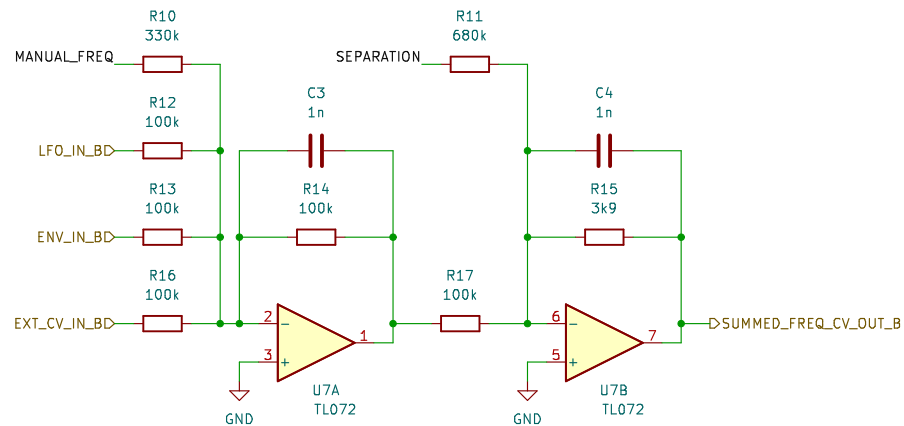 R10
330k
MANUAL_FREQ
R11
680k
SEPARATION
R12
100k
LFO_IN_B
C3
1n
C4
1n
R13
100k
ENV_IN_B
R14
100k
R15
3k9
R16
100k
EXT_CV_IN_B
2
−
1
3
+
U7A
TL072
GND
R17
100k
6
−
7
5
+
U7B
TL072
GND
SUMMED_FREQ_CV_OUT_B